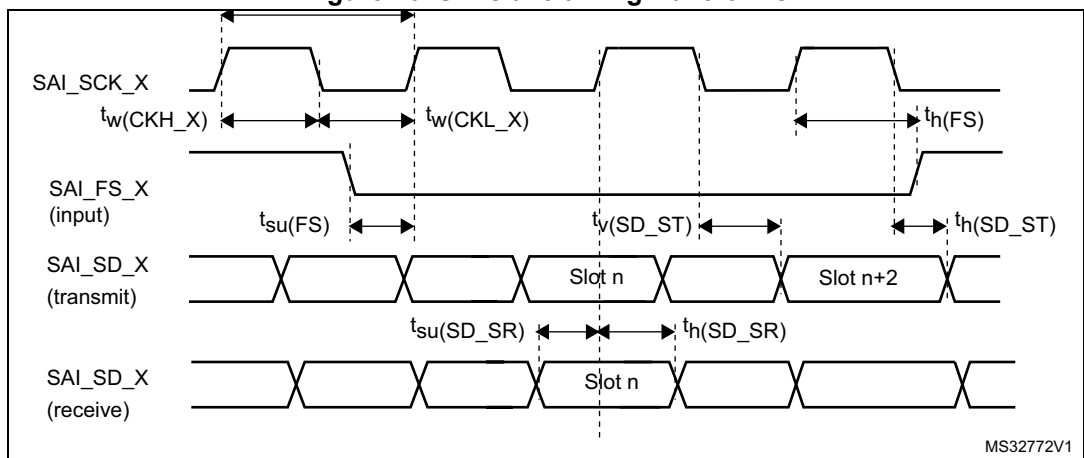 SAI_SCK_X
tw(CKH_X)
tw(CKL_X)
th(FS)
SAI_FS_X
(input)
tsu(FS)
tv(SD_ST)
th(SD_ST)
SAI_SD_X
(transmit)
Slot n
Slot n+2
tsu(SD_SR)
th(SD_SR)
SAI_SD_X
(receive)
Slot n
MS32772V1